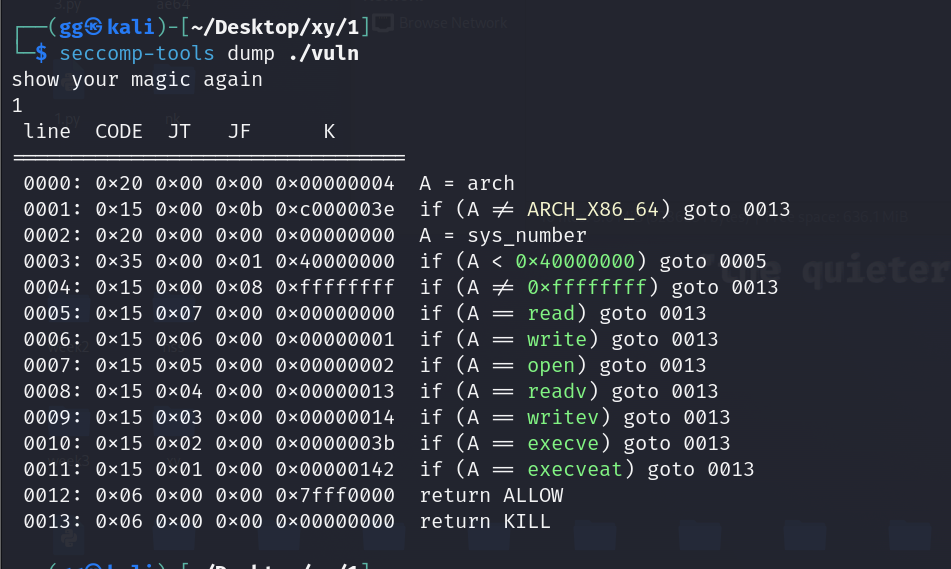 ┌──(gg㉿kali)-[~/Desktop/xy/1]
└─$ seccomp-tools dump ./vuln
show your magic again
1
line CODE JT JF K
=================================
0000: 0x20 0x00 0x00 0x00000004 A = arch
0001: 0x15 0x00 0x0b 0xc000003e if (A != ARCH_X86_64) goto 0013
0002: 0x20 0x00 0x00 0x00000000 A = sys_number
0003: 0x35 0x00 0x01 0x40000000 if (A < 0x40000000) goto 0005
0004: 0x15 0x00 0x08 0xffffffff if (A != 0xffffffff) goto 0013
0005: 0x15 0x07 0x00 0x00000000 if (A == read) goto 0013
0006: 0x15 0x06 0x00 0x00000001 if (A == write) goto 0013
0007: 0x15 0x05 0x00 0x00000002 if (A == open) goto 0013
0008: 0x15 0x04 0x00 0x00000013 if (A == readv) goto 0013
0009: 0x15 0x03 0x00 0x00000014 if (A == writev) goto 0013
0010: 0x15 0x02 0x00 0x0000003b if (A == execve) goto 0013
0011: 0x15 0x01 0x00 0x00000142 if (A == execveat) goto 0013
0012: 0x06 0x00 0x00 0x7fff0000 return ALLOW
0013: 0x06 0x00 0x00 0x00000000 return KILL
Browse Network
quieter